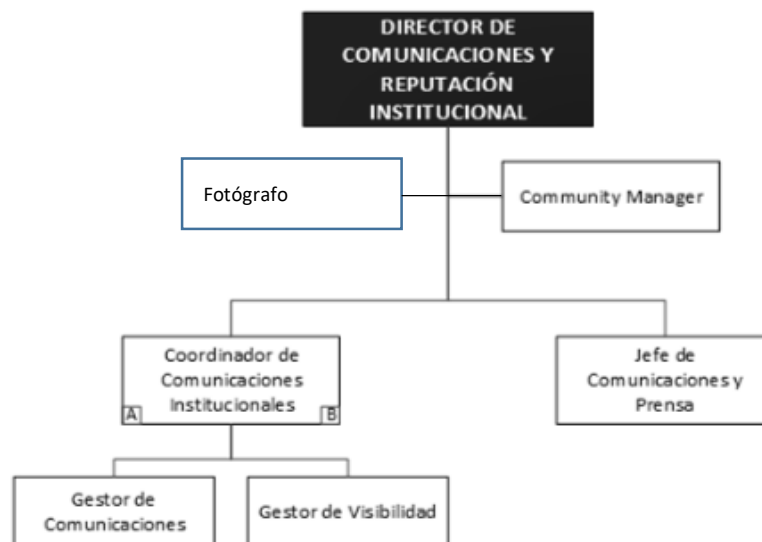 DIRECTOR DE
COMUNICACIONES Y
REPUTACIÓN
INSTITUCIONAL
Fotógrafo
Community Manager
Coordinador de
Comunicaciones
Institucionales
A
B
Jefe de
Comunicaciones y
Prensa
Gestor de
Comunicaciones
Gestor de Visibilidad